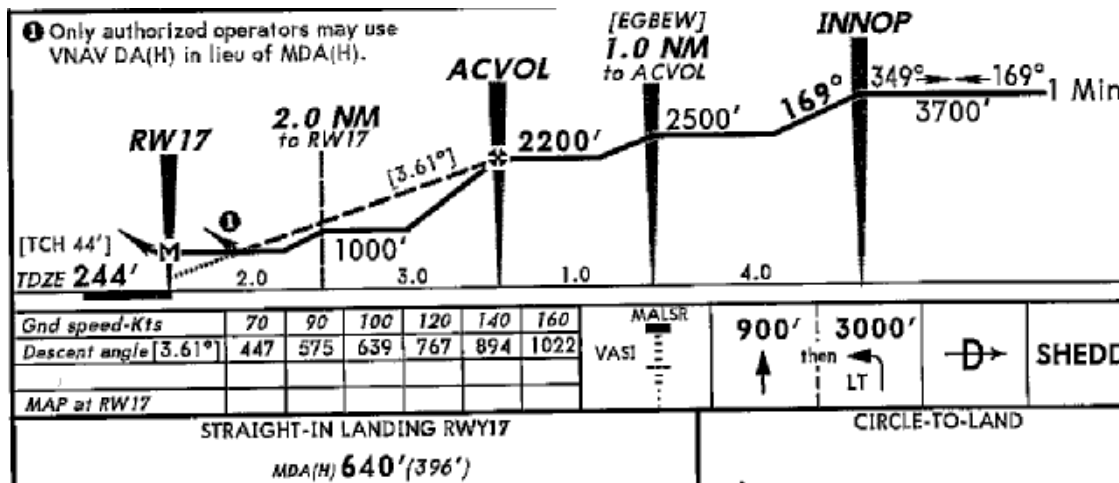 ❶ Only authorized operators may use
VNAV DA(H) in lieu of MDA(H).
[EGBEW]
1.0 NM
to ACVOL
INNOP
ACVOL
349° 169°
1 Min
3700'
169°
2.0 NM
to RW17
RW17
2500'
2200'
[3.61°]
❶
[TCH 44']
M
1000'
TDZE 244'
2.0 3.0 1.0 4.0
Gnd speed-Kts 70 90 100 120 140 160
Descent angle [3.61°] 447 575 639 767 894 1022
MAP at RW17
MALSR
VASI
900' 3000'
then
LT
D
SHEDD
STRAIGHT-IN LANDING RWY17
CIRCLE-TO-LAND
MDA(H) 640'(396')